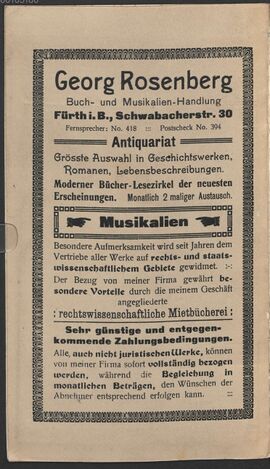 Georg Rosenberg
Buch- und Musikalien-Handlung
Fürth i. B., Schwabacherstr. 30
Fernsprecher: No. 418 :: Postscheck No. 394
Antiquariat
Grösste Auswahl in Geschichtswerken,
Romanen, Lebensbeschreibungen.
Moderner Bücher-Lesezirkel der neuesten
Erscheinungen. Monatlich 2 maliger Austausch.
Musikalien
Besondere Aufmerksamkeit wird seit Jahren dem
Vertriebe aller Werke auf rechts- und staats-
wissenschaftlichem Gebiete gewidmet. :-:
Der Bezug von meiner Firma gewährt be-
sondere Vorteile durch die meinem Geschäft
angegliederte
: rechtswissenschaftliche Mietbücherei :
Sehr günstige und entgegen-
kommende Zahlungsbedingungen.
Alle, auch nicht juristischen Werke, können
von meiner Firma sofort vollständig bezogen
werden, während die Begleichung in
monatlichen Beträgen, den Wünschen der
Abnehmer entsprechend erfolgen kann. :-: